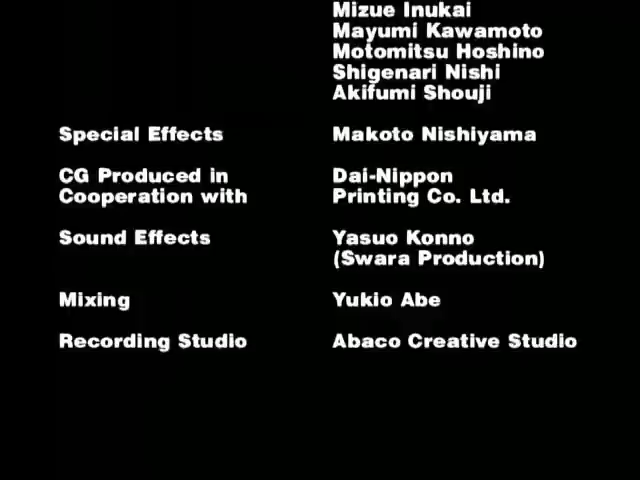 Mizue Inukai
Mayumi Kawamoto
Motomitsu Hoshino
Shigenari Nishi
Akifumi Shouji
Special Effects Makoto Nishiyama
CG Produced in Dai-Nippon
Cooperation with Printing Co. Ltd.
Sound Effects Yasuo Konno
(Swara Production)
Mixing Yukio Abe
Recording Studio Abaco Creative Studio